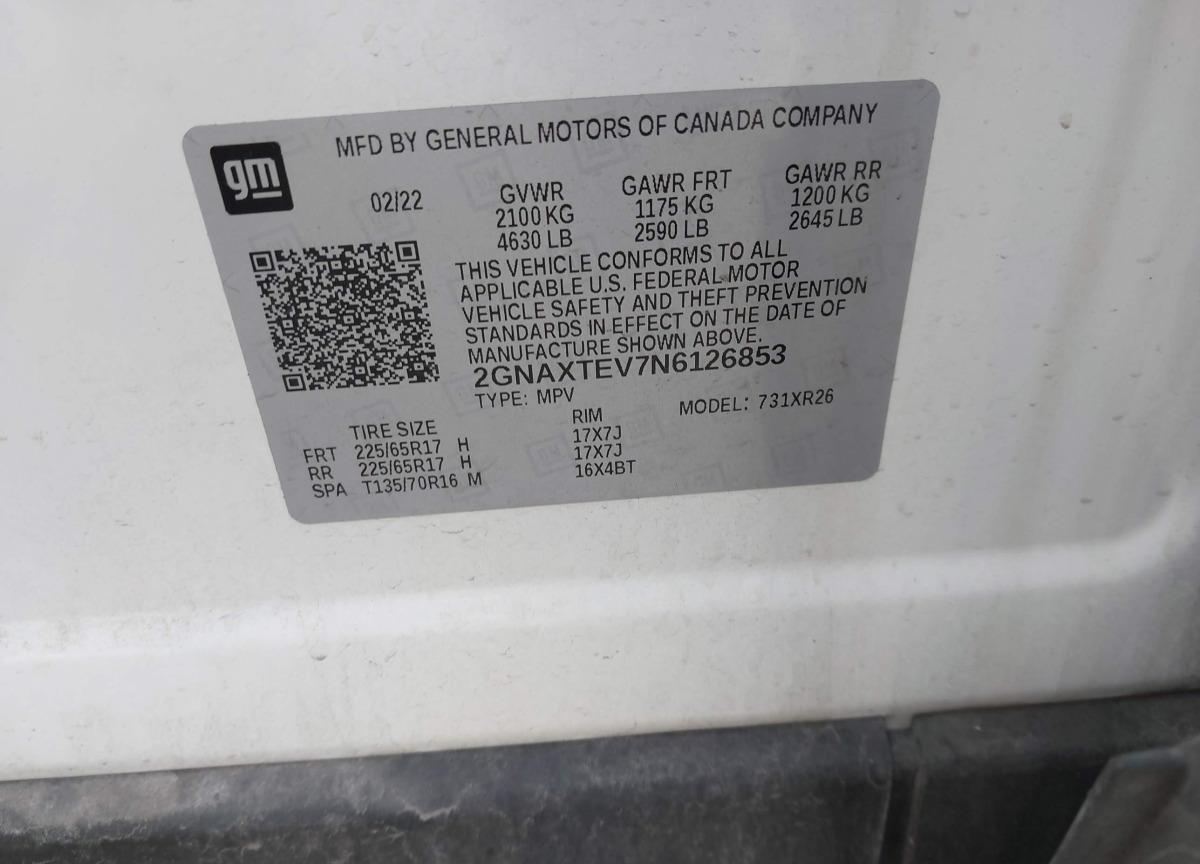 MFD BY GENERAL MOTORS OF CANADA COMPANY
gm
02/22
GVWR
2100 KG
4630 LB
GAWR FRT
1175 KG
2590 LB
GAWR RR
1200 KG
2645 LB
THIS VEHICLE CONFORMS TO ALL
APPLICABLE U.S. FEDERAL MOTOR
VEHICLE SAFETY AND THEFT PREVENTION
STANDARDS IN EFFECT ON THE DATE OF
MANUFACTURE SHOWN ABOVE.
2GNAXTEV7N6126853
TYPE: MPV MODEL: 731XR26
TIRE SIZE RIM
FRT 225/65R17 H 17X7J
RR 225/65R17 H 17X7J
SPA T135/70R16 M 16X4BT